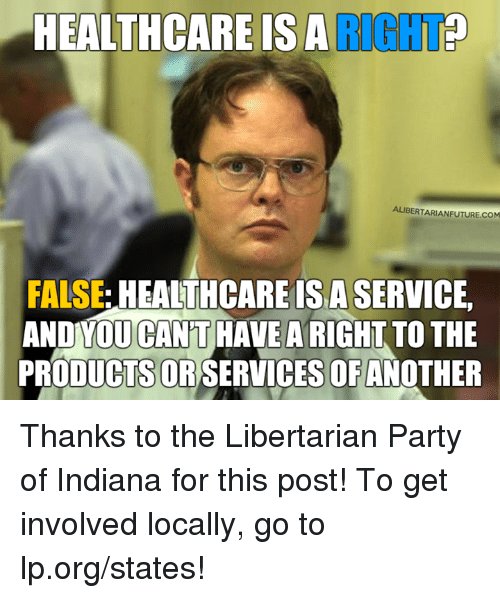 HEALTHCARE IS A RIGHT?
ALIBERTARIANFUTURE.COM
FALSE: HEALTHCARE IS A SERVICE,
AND YOU CAN'T HAVE A RIGHT TO THE
PRODUCTS OR SERVICES OF ANOTHER
Thanks to the Libertarian Party
of Indiana for this post! To get
involved locally, go to
lp.org/states!